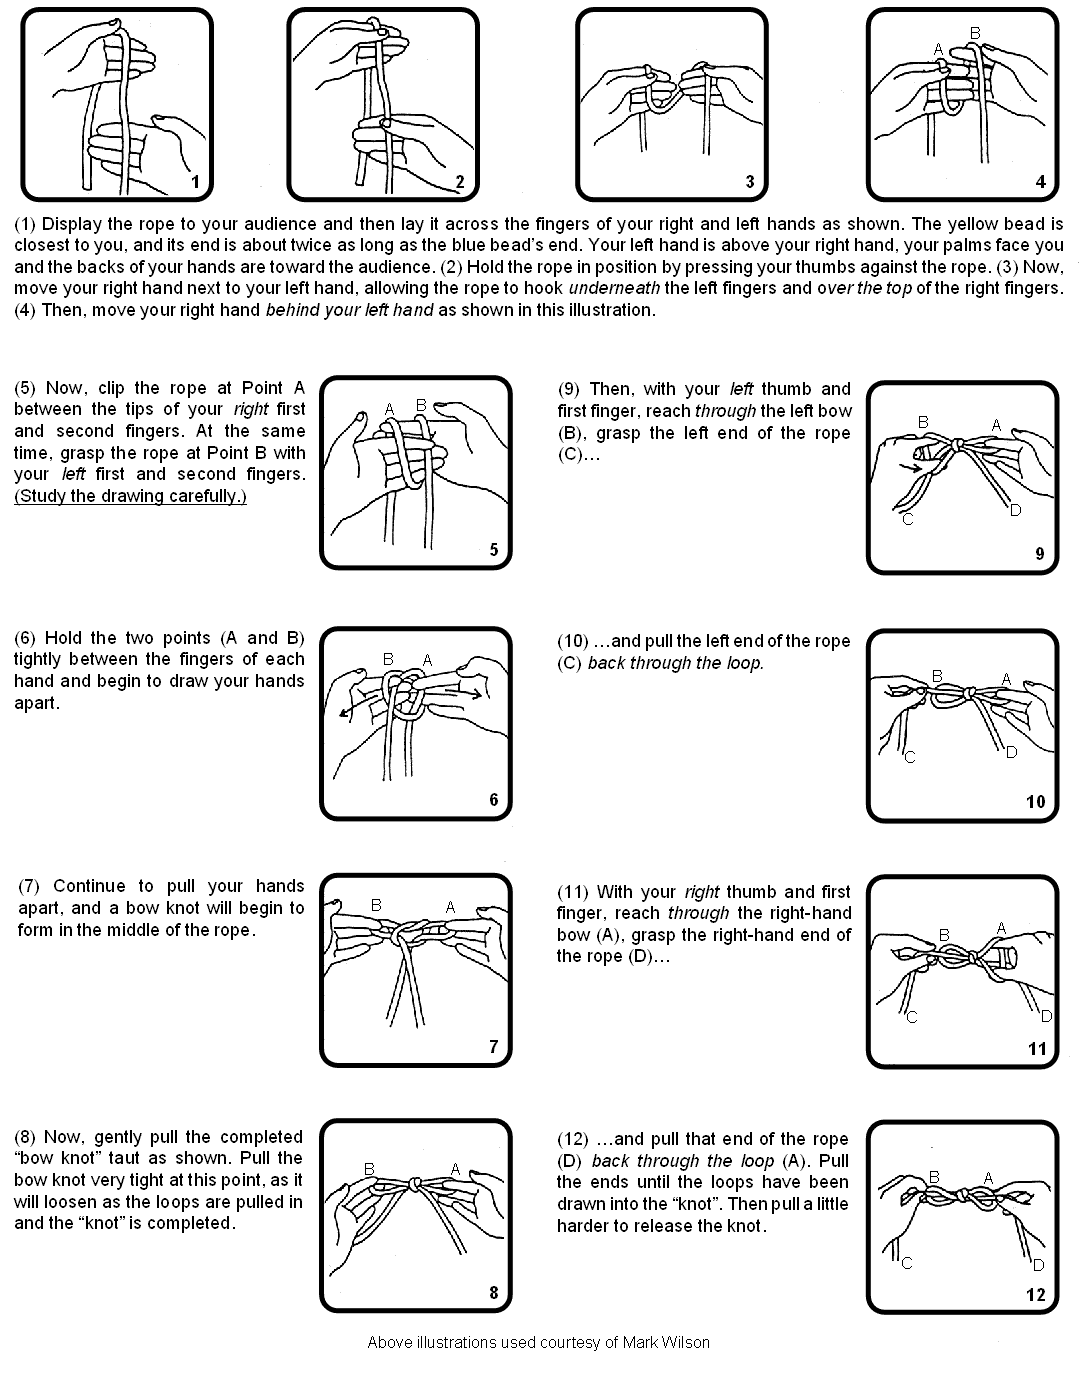 1
2
3
A
B
4
(1) Display the rope to your audience and then lay it across the fingers of your right and left hands as shown. The yellow bead is
closest to you, and its end is about twice as long as the blue bead's end. Your left hand is above your right hand, your palms face you
and the backs of your hands are toward the audience. (2) Hold the rope in position by pressing your thumbs against the rope. (3) Now,
move your right hand next to your left hand, allowing the rope to hook underneath the left fingers and over the top of the right fingers.
(4) Then, move your right hand behind your left hand as shown in this illustration.
(5) Now, clip the rope at Point A
between the tips of your right first
and second fingers. At the same
time, grasp the rope at Point B with
your left first and second fingers.
(Study the drawing carefully.)
A
B
5
(6) Hold the two points (A and B)
tightly between the fingers of each
hand and begin to draw your hands
apart.
B
A
6
(7) Continue to pull your hands
apart, and a bow knot will begin to
form in the middle of the rope.
B
A
7
(8) Now, gently pull the completed
“bow knot” taut as shown. Pull the
bow knot very tight at this point, as it
will loosen as the loops are pulled in
and the “knot” is completed.
B
A
8
(9) Then, with your left thumb and
first finger, reach through the left bow
(B), grasp the left end of the rope
(C)...
B
A
C
D
9
(10) ...and pull the left end of the rope
(C) back through the loop.
B
A
C
D
10
(11) With your right thumb and first
finger, reach through the right-hand
bow (A), grasp the right-hand end of
the rope (D)...
B
A
C
D
11
(12) ...and pull that end of the rope
(D) back through the loop (A). Pull
the ends until the loops have been
drawn into the “knot”. Then pull a little
harder to release the knot.
B
A
C
D
12
Above illustrations used courtesy of Mark Wilson